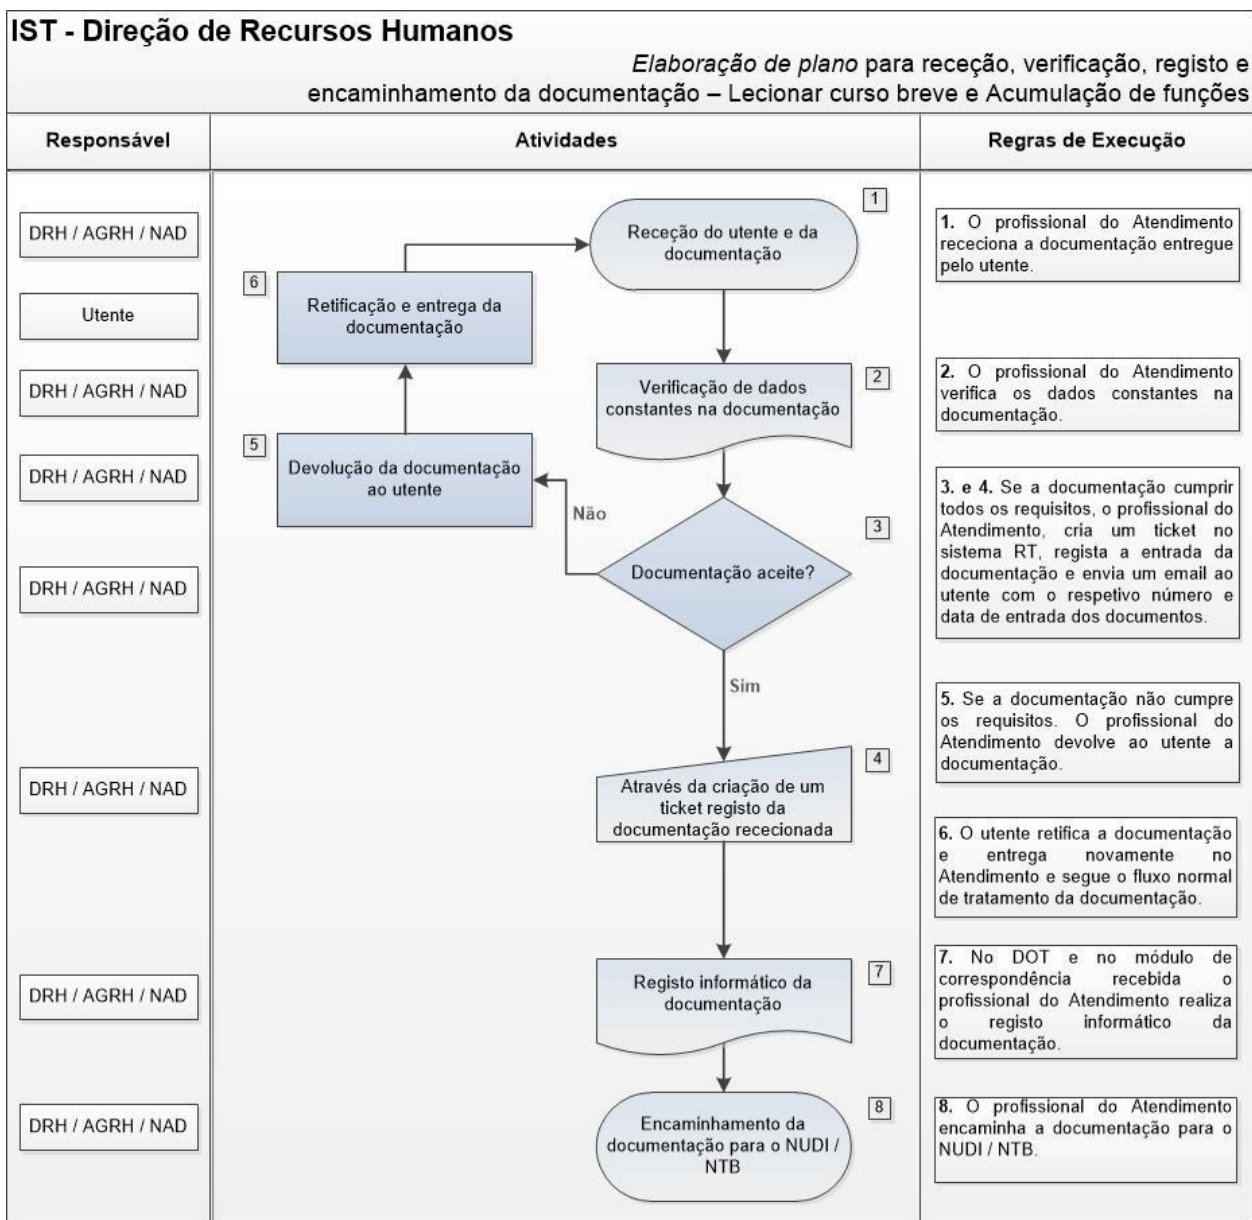 IST - Direção de Recursos Humanos
Elaboração de plano para receção, verificação, registo e
encaminhamento da documentação – Lecionar curso breve e Acumulação de funções
Responsável
Atividades
Regras de Execução
DRH / AGRH / NAD
Utente
DRH / AGRH / NAD
DRH / AGRH / NAD
DRH / AGRH / NAD
DRH / AGRH / NAD
DRH / AGRH / NAD
DRH / AGRH / NAD
1
Receção do utente e da
documentação
6
Retificação e entrega da
documentação
2
Verificação de dados
constantes na documentação
5
Devolução da documentação
ao utente
Não
3
Documentação aceite?
Sim
4
Através da criação de um
ticket registo da
documentação rececionada
7
Registo informático da
documentação
8
Encaminhamento da
documentação para o NUDI /
NTB
1. O profissional do Atendimento
receciona a documentação entregue
pelo utente.
2. O profissional do Atendimento
verifica os dados constantes na
documentação.
3. e 4. Se a documentação cumprir
todos os requisitos, o profissional do
Atendimento, cria um ticket no
sistema RT, regista a entrada da
documentação e envia um email ao
utente com o respetivo número e
data de entrada dos documentos.
5. Se a documentação não cumpre
os requisitos. O profissional do
Atendimento devolve ao utente a
documentação.
6. O utente retifica a documentação
e entrega novamente no
Atendimento e segue o fluxo normal
de tratamento da documentação.
7. No DOT e no módulo de
correspondência recebida o
profissional do Atendimento realiza
o registo informático da
documentação.
8. O profissional do Atendimento
encaminha a documentação para o
NUDI / NTB.